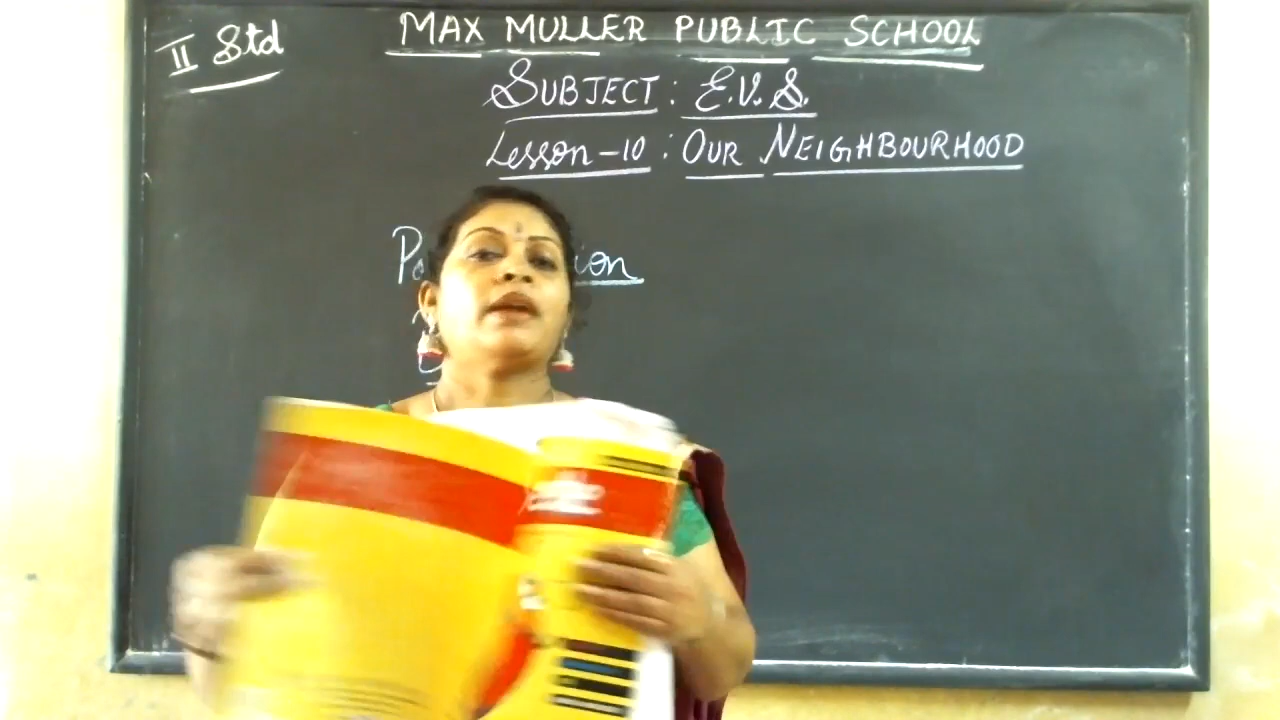 II Std
MAX MULLER PUBLIC SCHOOL
SUBJECT : E.V.S.
Lesson-10 : OUR NEIGHBOURHOOD